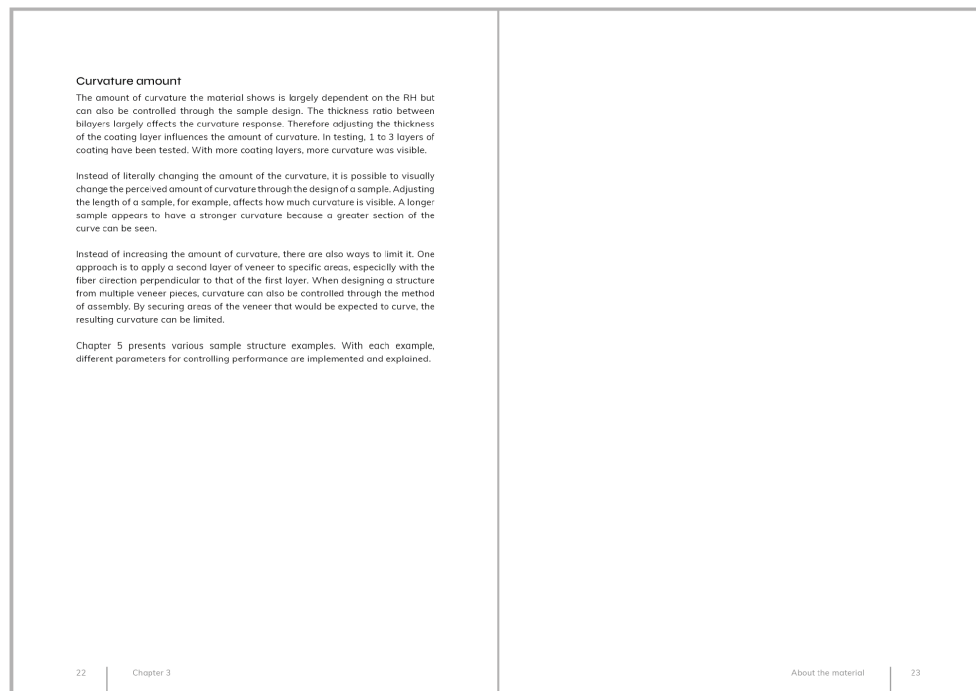 Curvature amount
The amount of curvature the material shows is largely dependent on the RH but
can also be controlled through the sample design. The thickness ratio between
bilayers largely affects the curvature response. Therefore adjusting the thickness
of the coating layer influences the amount of curvature. In testing, 1 to 3 layers of
coating have been tested. With more coating layers, more curvature was visible.
Instead of literally changing the amount of the curvature, it is possible to visually
change the perceived amount of curvature through the design of a sample. Adjusting
the length of a sample, for example, affects how much curvature is visible. A longer
sample appears to have a stronger curvature because a greater section of the
curve can be seen.
Instead of increasing the amount of curvature, there are also ways to limit it. One
approach is to apply a second layer of veneer to specific areas, especially with the
fiber direction perpendicular to that of the first layer. When designing a structure
from multiple veneer pieces, curvature can also be controlled through the method
of assembly. By securing areas of the veneer that would be expected to curve, the
resulting curvature can be limited.
Chapter 5 presents various sample structure examples. With each example,
different parameters for controlling performance are implemented and explained.
22 Chapter 3
About the material 23